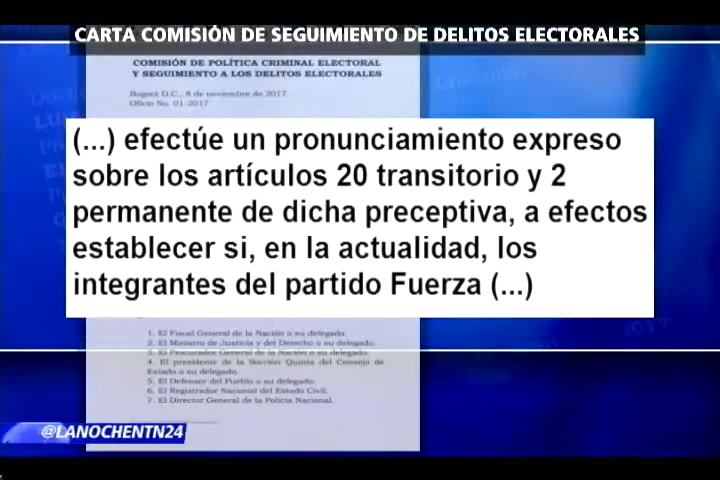 CARTA COMISIÓN DE SEGUIMIENTO DE DELITOS ELECTORALES
COMISIÓN DE POLÍTICA CRIMINAL ELECTORAL
Y SEGUIMIENTO A LOS DELITOS ELECTORALES
Bogotá D.C., 8 de noviembre de 2017
Oficio No. 01-2017
(...) efectúe un pronunciamiento expreso
sobre los artículos 20 transitorio y 2
permanente de dicha preceptiva, a efectos
establecer si, en la actualidad, los
integrantes del partido Fuerza (...)
2017
1. El Fiscal General de la Nación o su delegado.
2. El Ministro de Justicia y del Derecho o su delegado.
3. El Procurador General de la Nación o su delegado.
4. El presidente de la Sección Quinta del Consejo de
Estado o su delegado.
5. El Defensor del Pueblo o su delegado.
6. El Registrador Nacional del Estado Civil.
7. El Director General de la Policía Nacional.
@LANOCHENTN24